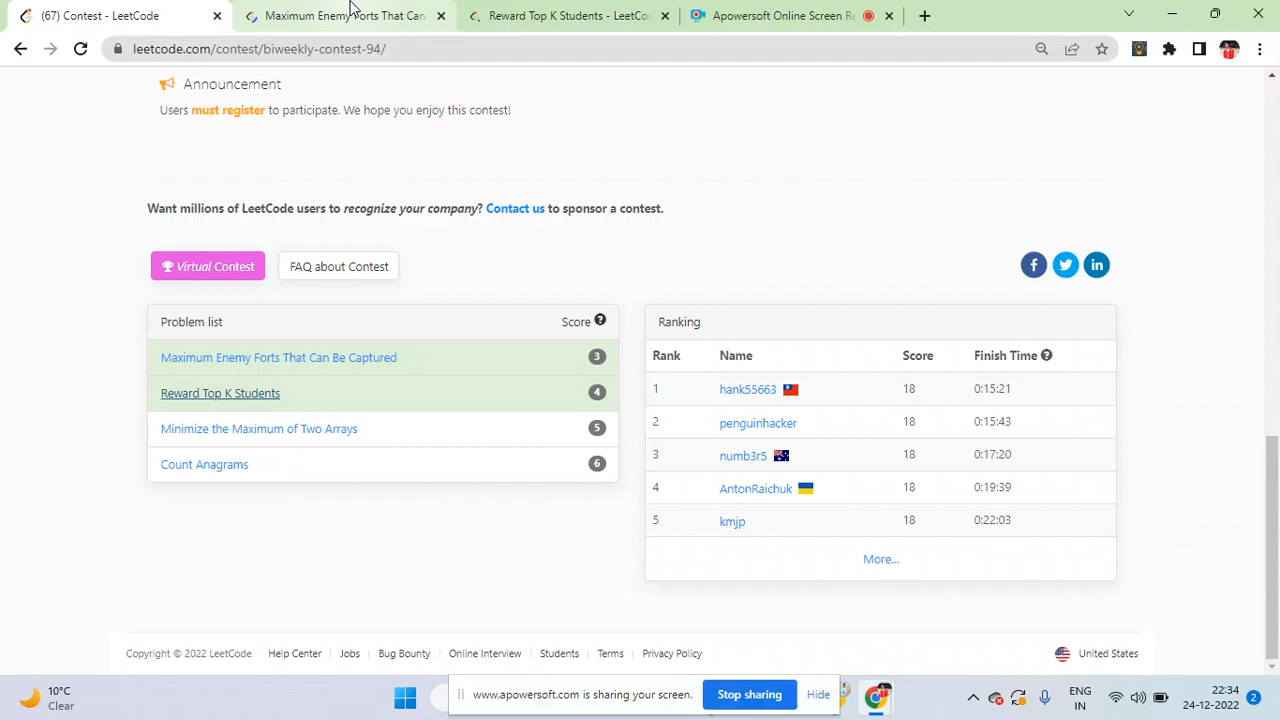 (67) Contest - LeetCode
Maximum Enemy Forts That Can
Reward Top K Students - LeetCo
Apowersoft Online Screen Re
leetcode.com/contest/biweekly-contest-94/
Announcement
Users must register to participate. We hope you enjoy this contest!
Want millions of LeetCode users to recognize your company? Contact us to sponsor a contest.
Virtual Contest
FAQ about Contest
Problem list Score
Maximum Enemy Forts That Can Be Captured 3
Reward Top K Students 4
Minimize the Maximum of Two Arrays 5
Count Anagrams 6
Ranking
Rank Name Score Finish Time
1 hank55663 18 0:15:21
2 penguinhacker 18 0:15:43
3 numb3r5 18 0:17:20
4 AntonRaichuk 18 0:19:39
5 kmjp 18 0:22:03
More...
Copyright © 2022 LeetCode Help Center Jobs Bug Bounty Online Interview Students Terms Privacy Policy United States
10°C
Clear
www.apowersoft.com is sharing your screen. Stop sharing Hide
ENG
IN
22:34
24-12-2022
2